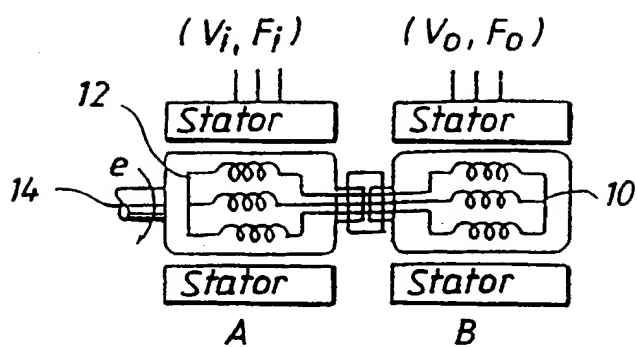 (Vi, Fi) (Vo, Fo)
12
Stator Stator
e
14
10
Stator Stator
A B